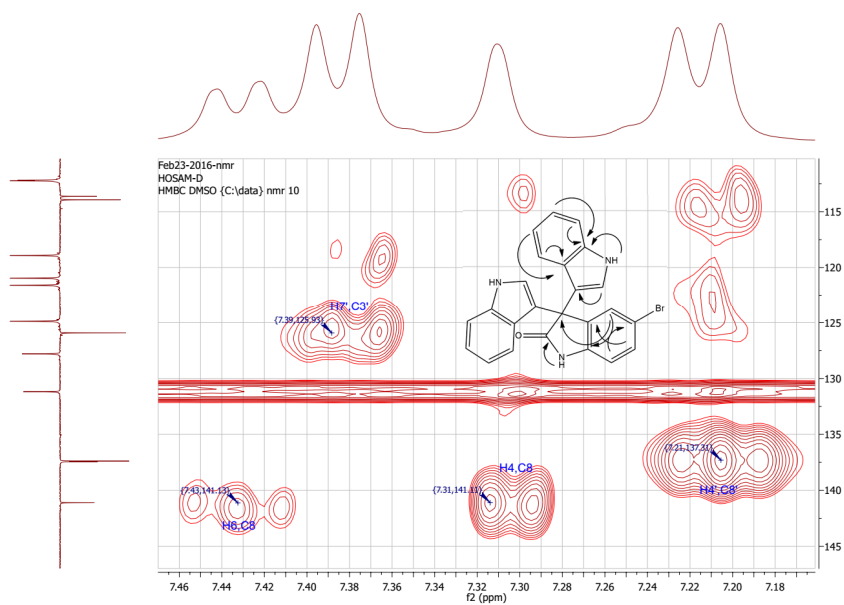 Feb23-2016-nmr
HOSAM-D
HMBC DMSO {C:\data} nmr 10
NH
HN
H7',C3'
{7.39,125.93}
Br
O
N
H
H4,C8
{7.21,137.31}
{7.43,141.13}
{7.31,141.11}
H4',C8'
H6,C8
115
120
125
130
135
140
145
7.46 7.44 7.42 7.40 7.38 7.36 7.34 7.32 7.30 7.28 7.26 7.24 7.22 7.20 7.18
f2 (ppm)